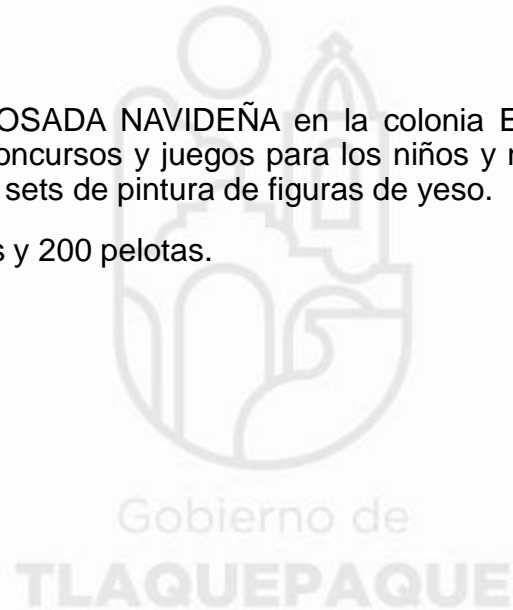 OSADA NAVIDEÑA en la colonia E
oncursos y juegos para los niños y
sets de pintura de figuras de yeso.
s y 200 pelotas.
Gobierno de
TLAQUEPAQUE